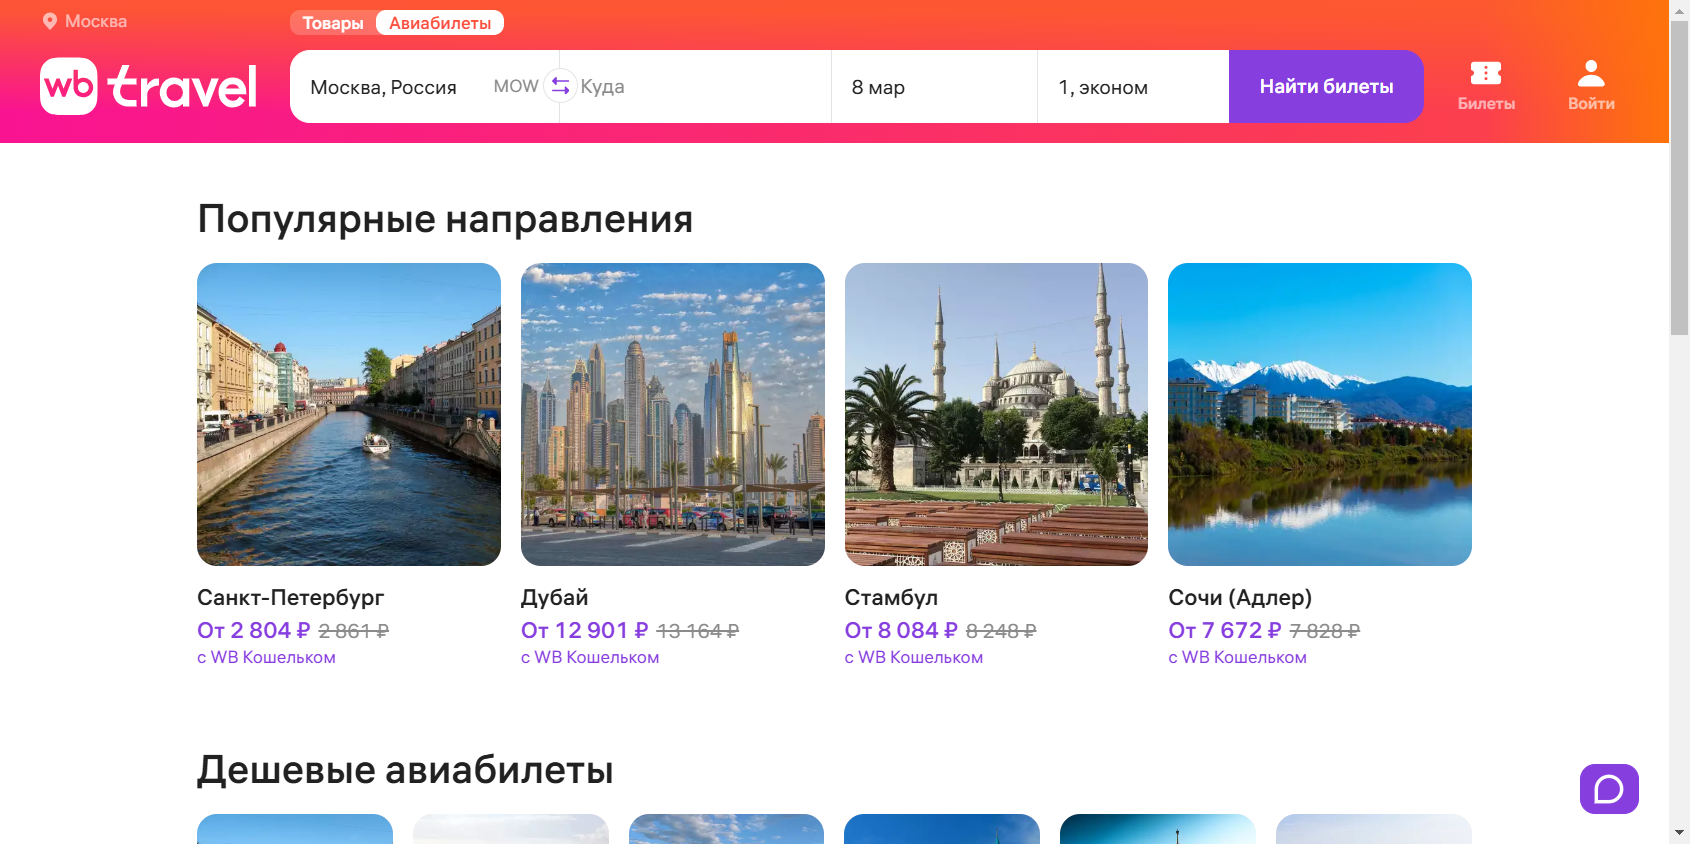 Москва
Товары
Авиабилеты
wb travel
Москва, Россия
MOW
Куда
8 мар
1, эконом
Найти билеты
Билеты
Войти
Популярные направления
Санкт-Петербург
От 2 804 ₽ 2 861 ₽
с WB Кошельком
Дубай
От 12 901 ₽ 13 164 ₽
с WB Кошельком
Стамбул
От 8 084 ₽ 8 248 ₽
с WB Кошельком
Сочи (Адлер)
От 7 672 ₽ 7 828 ₽
с WB Кошельком
Дешевые авиабилеты